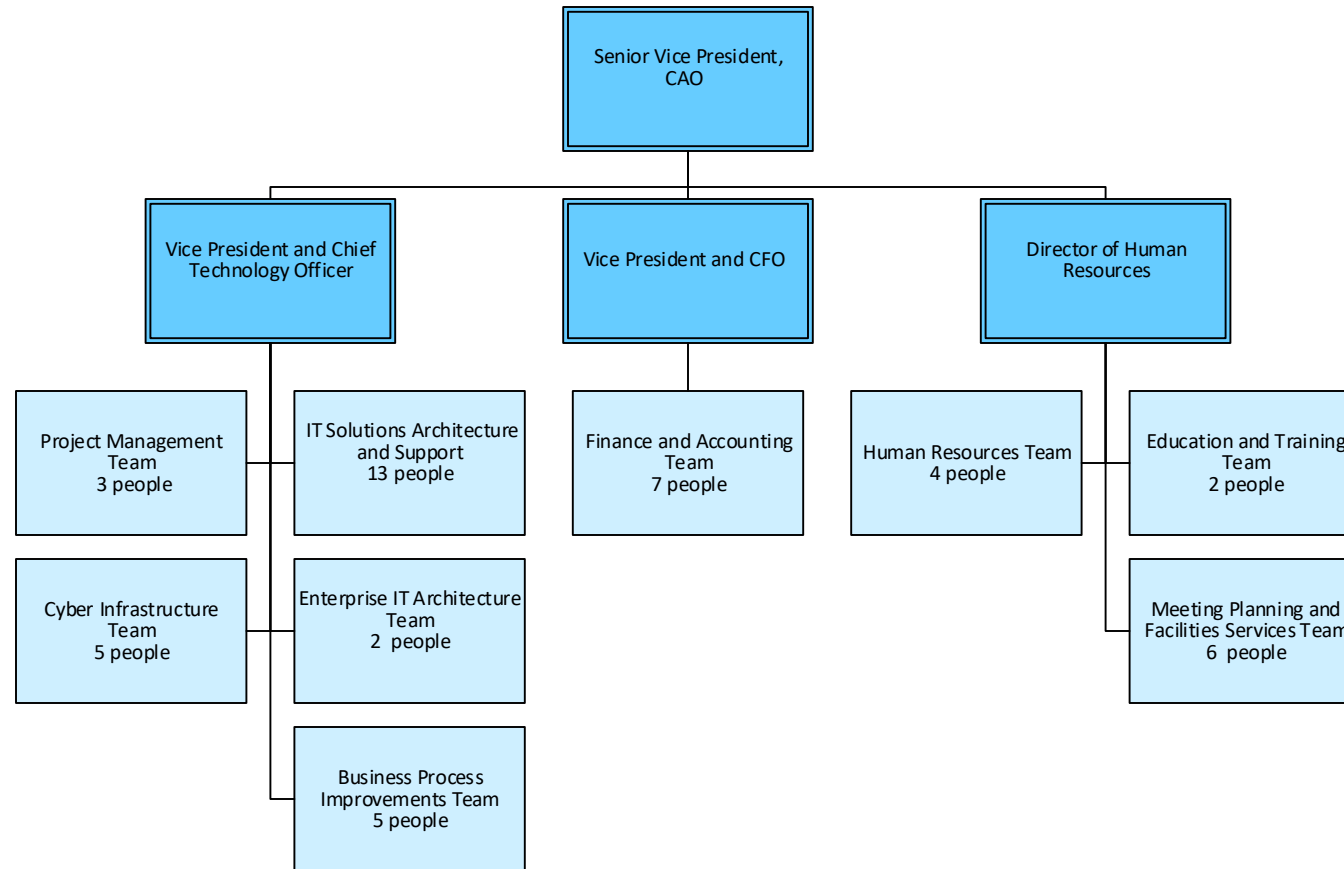 Senior Vice President,
CAO
Vice President and Chief
Technology Officer
Vice President and CFO
Director of Human
Resources
Project Management
Team
3 people
IT Solutions Architecture
and Support
13 people
Finance and Accounting
Team
7 people
Human Resources Team
4 people
Education and Training
Team
2 people
Cyber Infrastructure
Team
5 people
Enterprise IT Architecture
Team
2  people
Meeting Planning and
Facilities Services Team
6  people
Business Process
Improvements Team
5 people